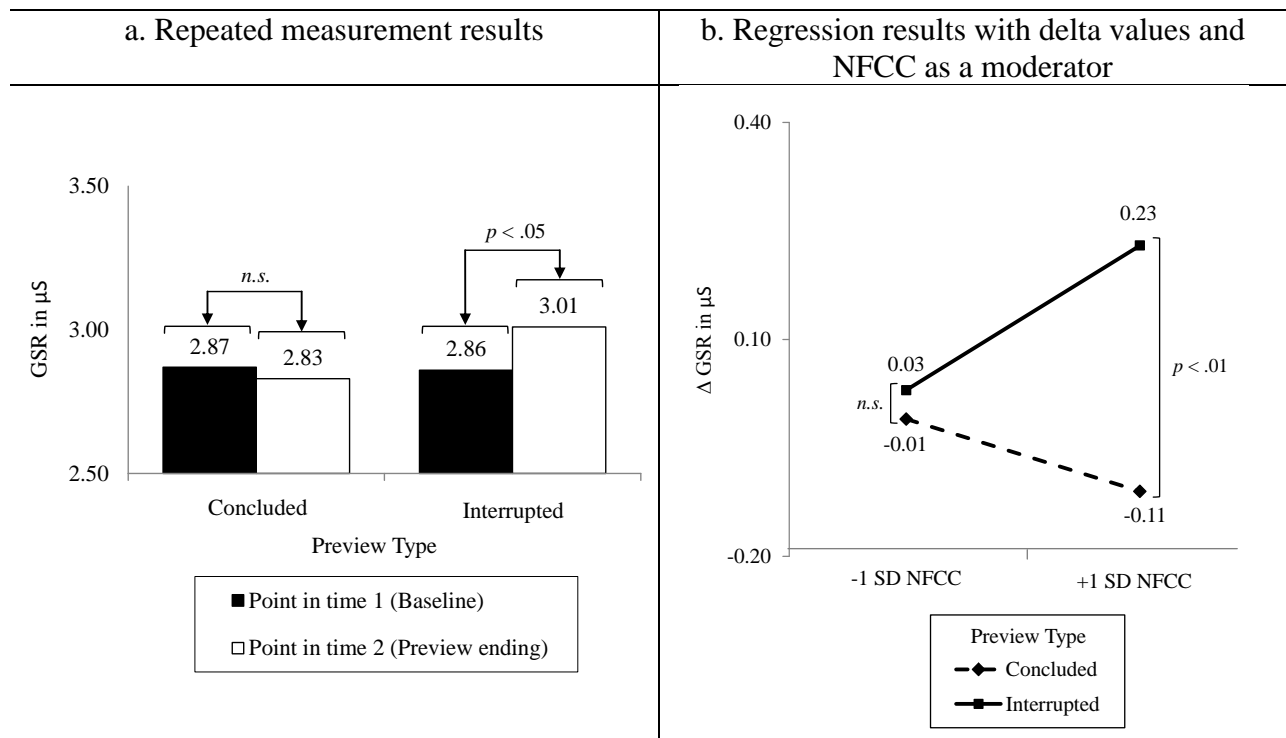 a. Repeated measurement results
3.50
3.00
2.50
GSR in μS
n.s.
2.87
2.83
p < .05
2.86
3.01
Concluded
Interrupted
Preview Type
Point in time 1 (Baseline)
Point in time 2 (Preview ending)
b. Regression results with delta values and
NFCC as a moderator
0.40
0.10
-0.20
Δ GSR in μS
0.23
0.03
n.s.
-0.01
p < .01
-0.11
-1 SD NFCC
+1 SD NFCC
Preview Type
Concluded
Interrupted